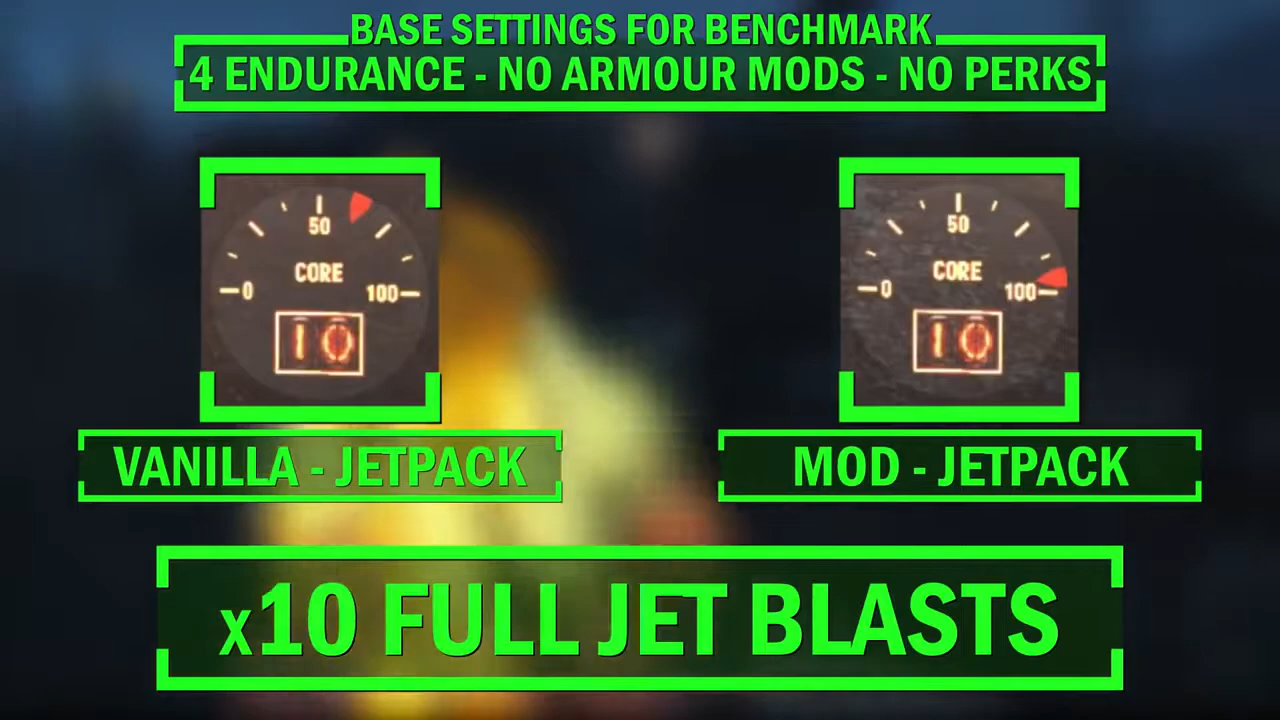 BASE SETTINGS FOR BENCHMARK
4 ENDURANCE - NO ARMOUR MODS - NO PERKS
50
CORE
0 100
10
50
CORE
0 100
10
VANILLA - JETPACK
MOD - JETPACK
x10 FULL JET BLASTS